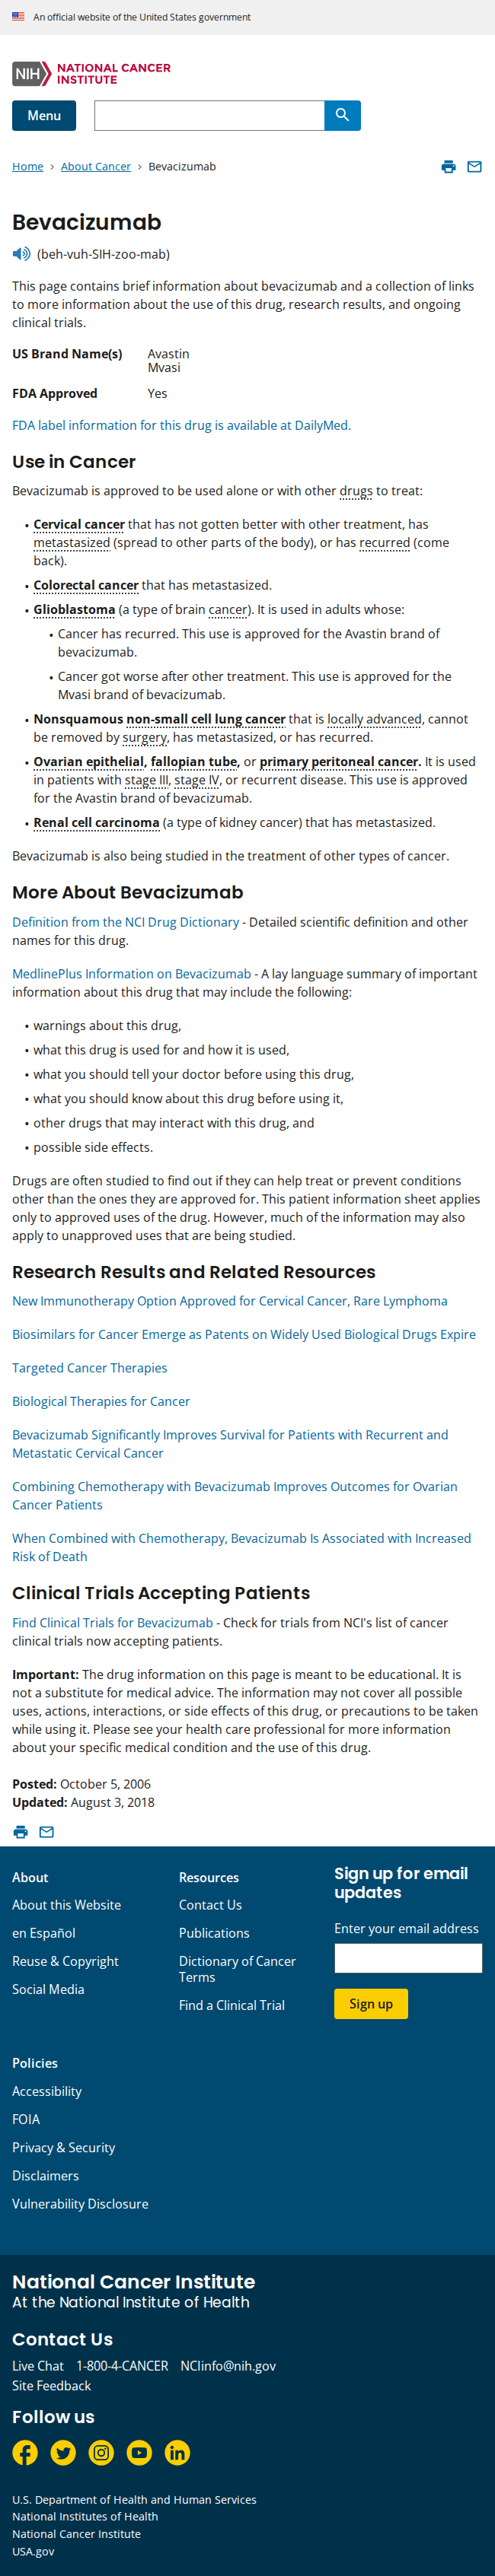 An official website of the United States government
NIH NATIONAL CANCER
INSTITUTE
Menu
Home > About Cancer > Bevacizumab
Bevacizumab
(beh-vuh-SIH-zoo-mab)
This page contains brief information about bevacizumab and a collection of links
to more information about the use of this drug, research results, and ongoing
clinical trials.
US Brand Name(s) Avastin
Mvasi
FDA Approved Yes
FDA label information for this drug is available at DailyMed.
Use in Cancer
Bevacizumab is approved to be used alone or with other drugs to treat:
• Cervical cancer that has not gotten better with other treatment, has
metastasized (spread to other parts of the body), or has recurred (come
back).
• Colorectal cancer that has metastasized.
• Glioblastoma (a type of brain cancer). It is used in adults whose:
• Cancer has recurred. This use is approved for the Avastin brand of
bevacizumab.
• Cancer got worse after other treatment. This use is approved for the
Mvasi brand of bevacizumab.
• Nonsquamous non-small cell lung cancer that is locally advanced, cannot
be removed by surgery, has metastasized, or has recurred.
• Ovarian epithelial, fallopian tube, or primary peritoneal cancer. It is used
in patients with stage III, stage IV, or recurrent disease. This use is approved
for the Avastin brand of bevacizumab.
• Renal cell carcinoma (a type of kidney cancer) that has metastasized.
Bevacizumab is also being studied in the treatment of other types of cancer.
More About Bevacizumab
Definition from the NCI Drug Dictionary - Detailed scientific definition and other
names for this drug.
MedlinePlus Information on Bevacizumab - A lay language summary of important
information about this drug that may include the following:
• warnings about this drug,
• what this drug is used for and how it is used,
• what you should tell your doctor before using this drug,
• what you should know about this drug before using it,
• other drugs that may interact with this drug, and
• possible side effects.
Drugs are often studied to find out if they can help treat or prevent conditions
other than the ones they are approved for. This patient information sheet applies
only to approved uses of the drug. However, much of the information may also
apply to unapproved uses that are being studied.
Research Results and Related Resources
New Immunotherapy Option Approved for Cervical Cancer, Rare Lymphoma
Biosimilars for Cancer Emerge as Patents on Widely Used Biological Drugs Expire
Targeted Cancer Therapies
Biological Therapies for Cancer
Bevacizumab Significantly Improves Survival for Patients with Recurrent and
Metastatic Cervical Cancer
Combining Chemotherapy with Bevacizumab Improves Outcomes for Ovarian
Cancer Patients
When Combined with Chemotherapy, Bevacizumab Is Associated with Increased
Risk of Death
Clinical Trials Accepting Patients
Find Clinical Trials for Bevacizumab - Check for trials from NCI's list of cancer
clinical trials now accepting patients.
Important: The drug information on this page is meant to be educational. It is
not a substitute for medical advice. The information may not cover all possible
uses, actions, interactions, or side effects of this drug, or precautions to be taken
while using it. Please see your health care professional for more information
about your specific medical condition and the use of this drug.
Posted: October 5, 2006
Updated: August 3, 2018
About
About this Website
en Español
Reuse & Copyright
Social Media
Resources
Contact Us
Publications
Dictionary of Cancer
Terms
Find a Clinical Trial
Sign up for email
updates
Enter your email address
Sign up
Policies
Accessibility
FOIA
Privacy & Security
Disclaimers
Vulnerability Disclosure
National Cancer Institute
At the National Institute of Health
Contact Us
Live Chat 1-800-4-CANCER NCIinfo@nih.gov
Site Feedback
Follow us
U.S. Department of Health and Human Services
National Institutes of Health
National Cancer Institute
USA.gov